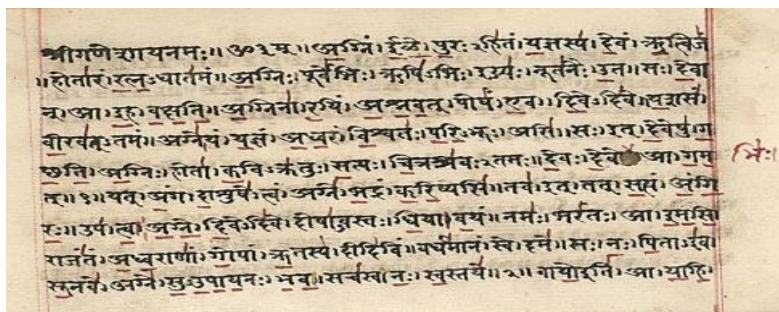 श्रीगणेशायनमः॥ॐ३म्॥अग्निं।ईळे।पुरःऽहितं।यज्ञस्य।देवं।ऋत्विजं
॥होतारं।रत्नऽधातमं॥अग्निः।पूर्वेभिः।ऋषिऽभिः।ईड्यः।नूतनैः।उत॥सः।देवा
न्।आ।इह।वक्षति॥अग्निना।रयिं।अश्नवत्।पोषं।एव।दिवेऽदिवे॥यशसं
वीरवत्ऽतमं॥अग्ने।यं।यज्ञं।अध्वरं।विश्वतः।परिऽभूः।असि॥सः।इत्।देवेषु।ग
च्छति॥अग्निः।होता।कविऽक्रतुः।सत्यः।चित्रश्रवःऽतमः॥देवः।देवे।आ।गम
भिः।
त्॥१॥यत्।अंग।दाशुषे।त्वं।अग्ने।भद्रं।करिष्यसि॥तव।इत्।तत्।सत्यं।अंगि
रः॥उप।त्वा।अग्ने।दिवेऽदिवे।दोषाऽवस्तः।धिया।वयं॥नमः।भरंतः।आ।इमसि
राजंतं।अध्वराणां।गोपां।ऋतस्य।दीदिविं॥वर्धमानं।स्वे।दमे॥सः।नः।पिताऽइव
सूनवे।अग्ने।सुऽउपायनः।भव॥सचस्व।नः।स्वस्तये॥२॥वायोइति।आ।याहि।